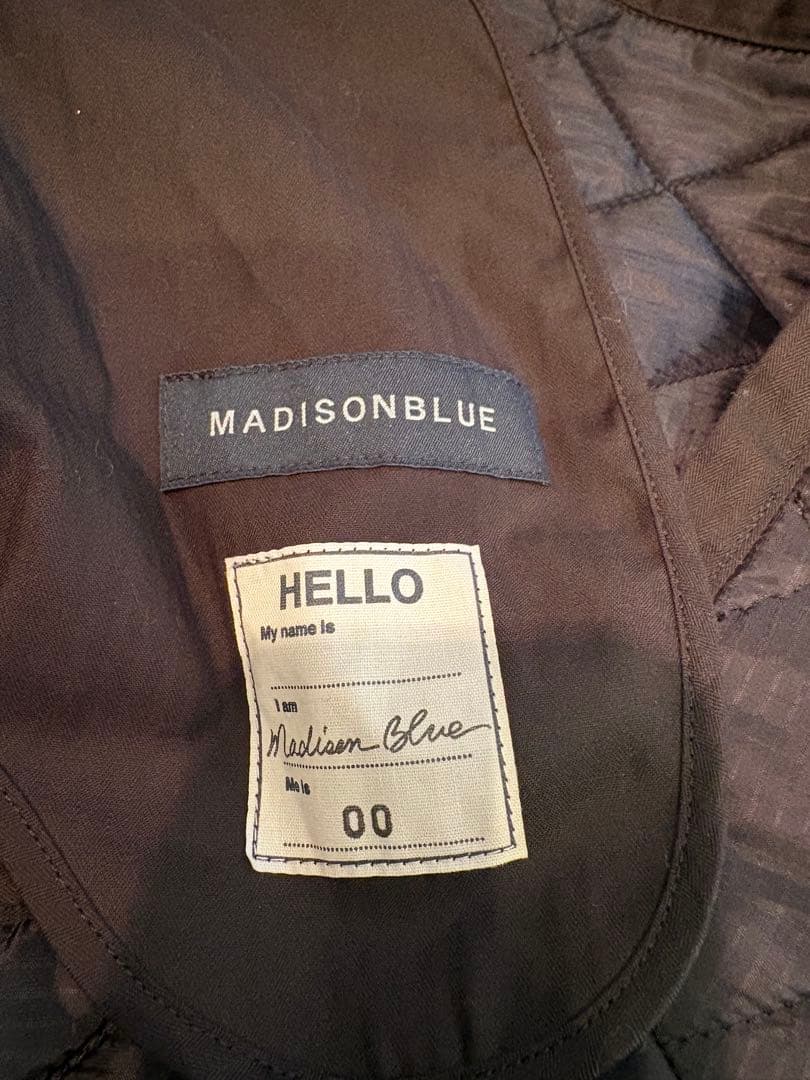 MADISONBLUE
HELLO
My name is
I am
Madison Blue
Me is
00